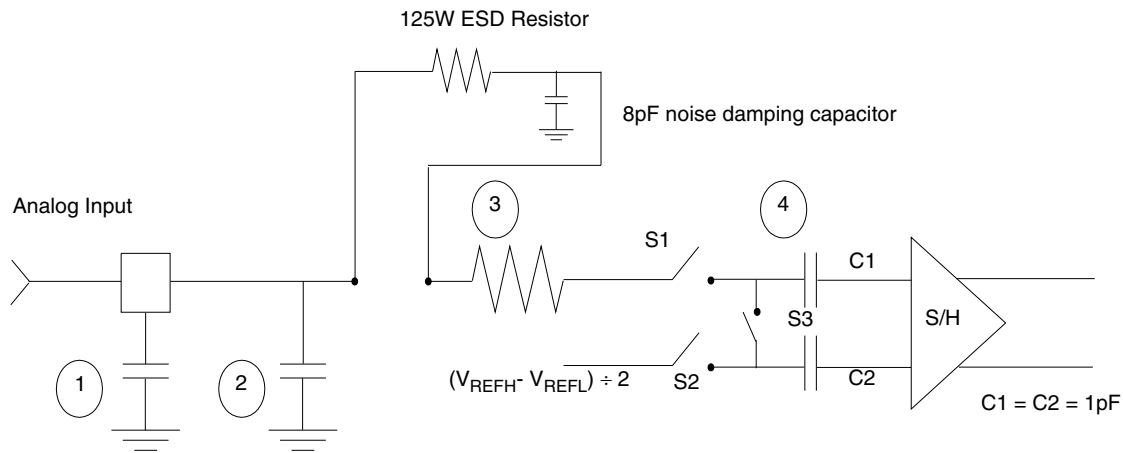 125W ESD Resistor
8pF noise damping capacitor
Analog Input
3
4
S1
C1
S3
S/H
1
2
(VREFH- VREFL) ÷ 2
S2
C2
C1 = C2 = 1pF